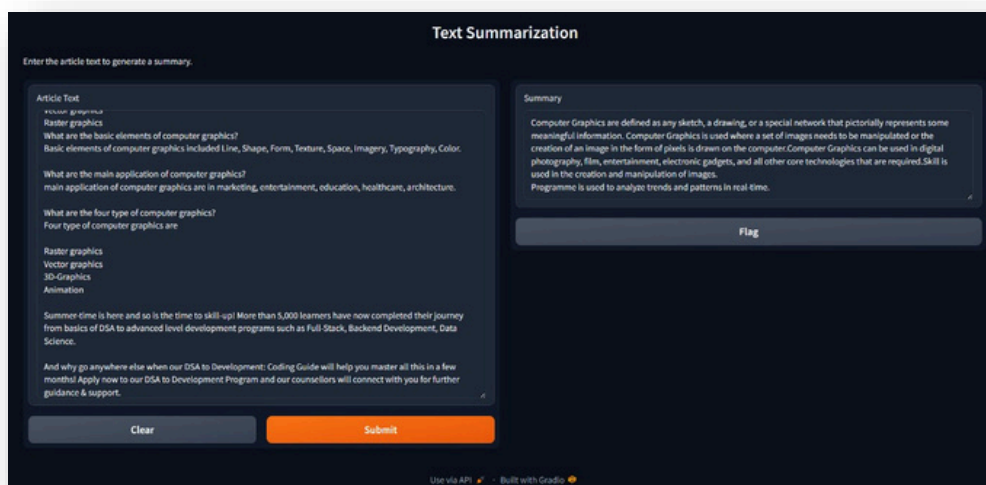 Text Summarization
Enter the article text to generate a summary.
Article Text
Vector graphics
Raster graphics
What are the basic elements of computer graphics?
Basic elements of computer graphics included Line, Shape, Form, Texture, Space, Imagery, Typography, Color.
What are the main application of computer graphics?
main application of computer graphics are in marketing, entertainment, education, healthcare, architecture.
What are the four type of computer graphics?
Four type of computer graphics are
Raster graphics
Vector graphics
3D-Graphics
Animation
Summer-time is here and so is the time to skill-up! More than 5,000 learners have now completed their journey
from basics of DSA to advanced level development programs such as Full-Stack, Backend Development, Data
Science.
And why go anywhere else when our DSA to Development: Coding Guide will help you master all this in a few
months! Apply now to our DSA to Development Program and our counsellors will connect with you for further
guidance & support.
Clear
Submit
Summary
Computer Graphics are defined as any sketch, a drawing, or a special network that pictorially represents some
meaningful information. Computer Graphics is used where a set of images needs to be manipulated or the
creation of an image in the form of pixels is drawn on the computer.Computer Graphics can be used in digital
photography, film, entertainment, electronic gadgets, and all other core technologies that are required.Skill is
used in the creation and manipulation of images.
Programme is used to analyze trends and patterns in real-time.
Flag
Use via API · Built with Gradio